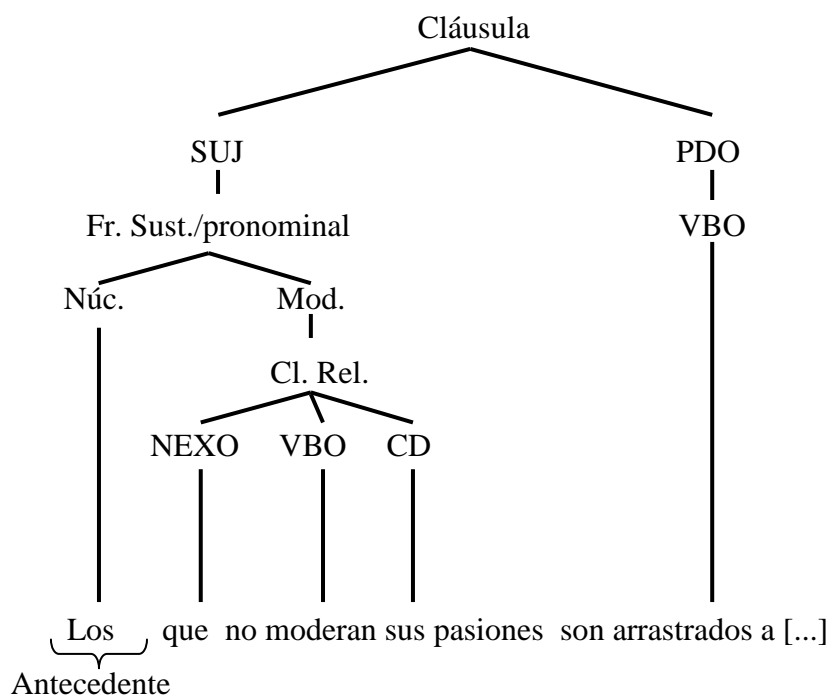 Cláusula
SUJ PDO
Fr. Sust./pronominal VBO
Núc. Mod.
Cl. Rel.
NEXO VBO CD
Los que no moderan sus pasiones son arrastrados a [...]
Antecedente